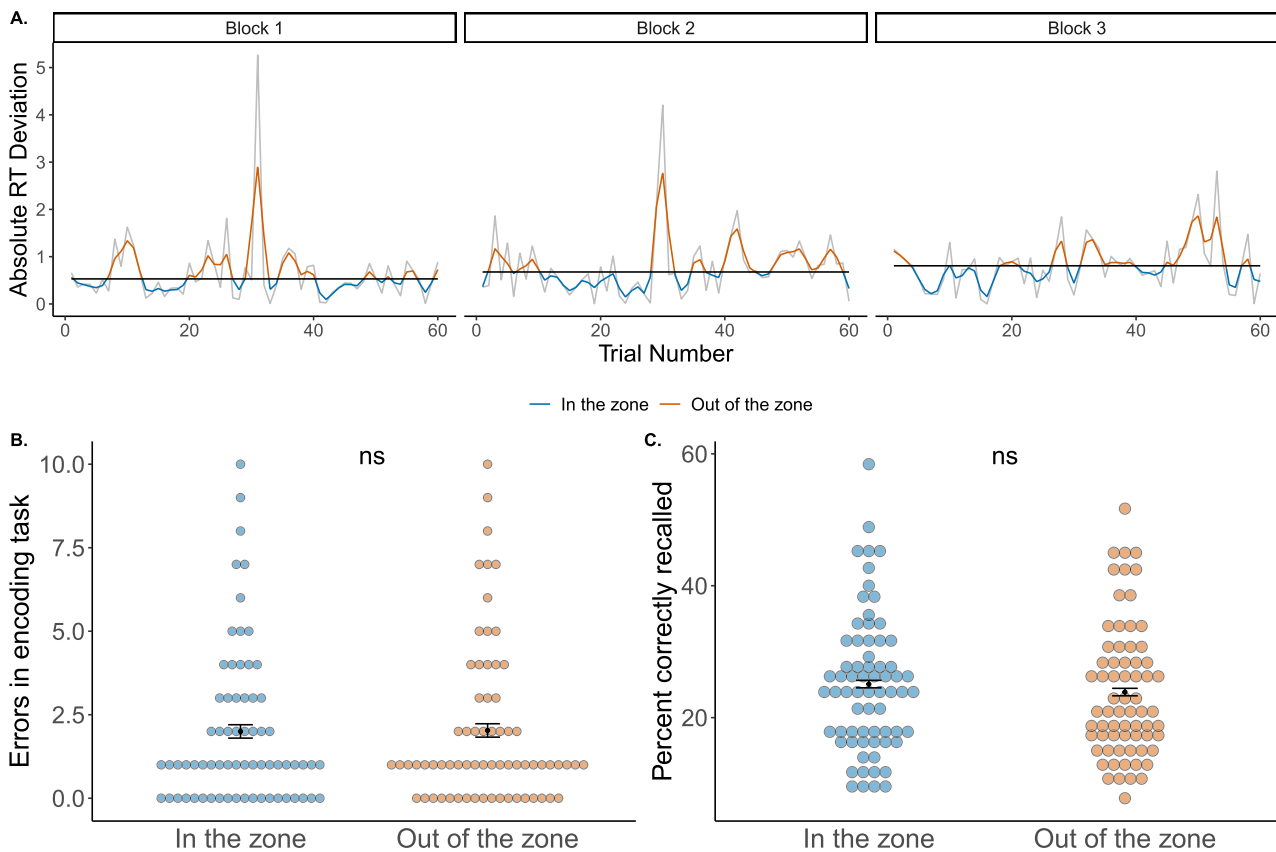 A.
Block 1 Block 2 Block 3
Absolute RT Deviation
5
4
3
2
1
0
0 20 40 60 0 20 40 60 0 20 40 60
Trial Number
In the zone Out of the zone
B.
ns
Errors in encoding task
10.0
7.5
5.0
2.5
0.0
In the zone Out of the zone
C.
ns
Percent correctly recalled
60
40
20
In the zone Out of the zone